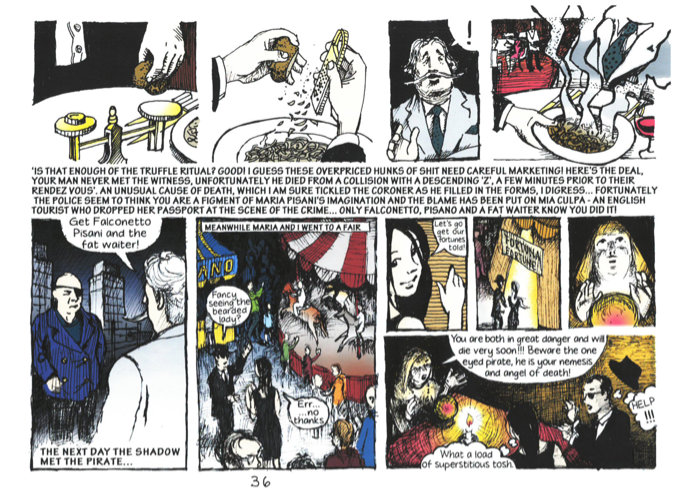 !
'IS THAT ENOUGH OF THE TRUFFLE RITUAL? GOOD! I GUESS THESE OVERPRICED HUNKS OF SHIT NEED CAREFUL MARKETING! HERE'S THE DEAL,
YOUR MAN NEVER MET THE WITNESS, UNFORTUNATELY HE DIED FROM A COLLISION WITH A DESCENDING 'Z', A FEW MINUTES PRIOR TO THEIR
RENDEZ VOUS'. AN UNUSUAL CAUSE OF DEATH, WHICH I AM SURE TICKLED THE CORONER AS HE FILLED IN THE FORMS, I DIGRESS... FORTUNATELY
THE POLICE SEEM TO THINK YOU ARE A FIGMENT OF MARIA PISANI'S IMAGINATION AND THE BLAME HAS BEEN PUT ON MIA CULPA - AN ENGLISH
TOURIST WHO DROPPED HER PASSPORT AT THE SCENE OF THE CRIME... ONLY FALCONETTO, PISANO AND A FAT WAITER KNOW YOU DID IT!
Get Falconetto
Pisani and the
fat waiter!
THE NEXT DAY THE SHADOW
MET THE PIRATE...
MEANWHILE MARIA AND I WENT TO A FAIR
ANO
Fancy
seeing the
bearded
lady?
Err...
...no
thanks
Let's go
get our
fortunes
told!
FORTUNA
You are both in great danger and will
die very soon!!! Beware the one
eyed pirate, he is your nemesis
and angel of death!
HELP
!!!
What a load
of superstitious tosh.
36